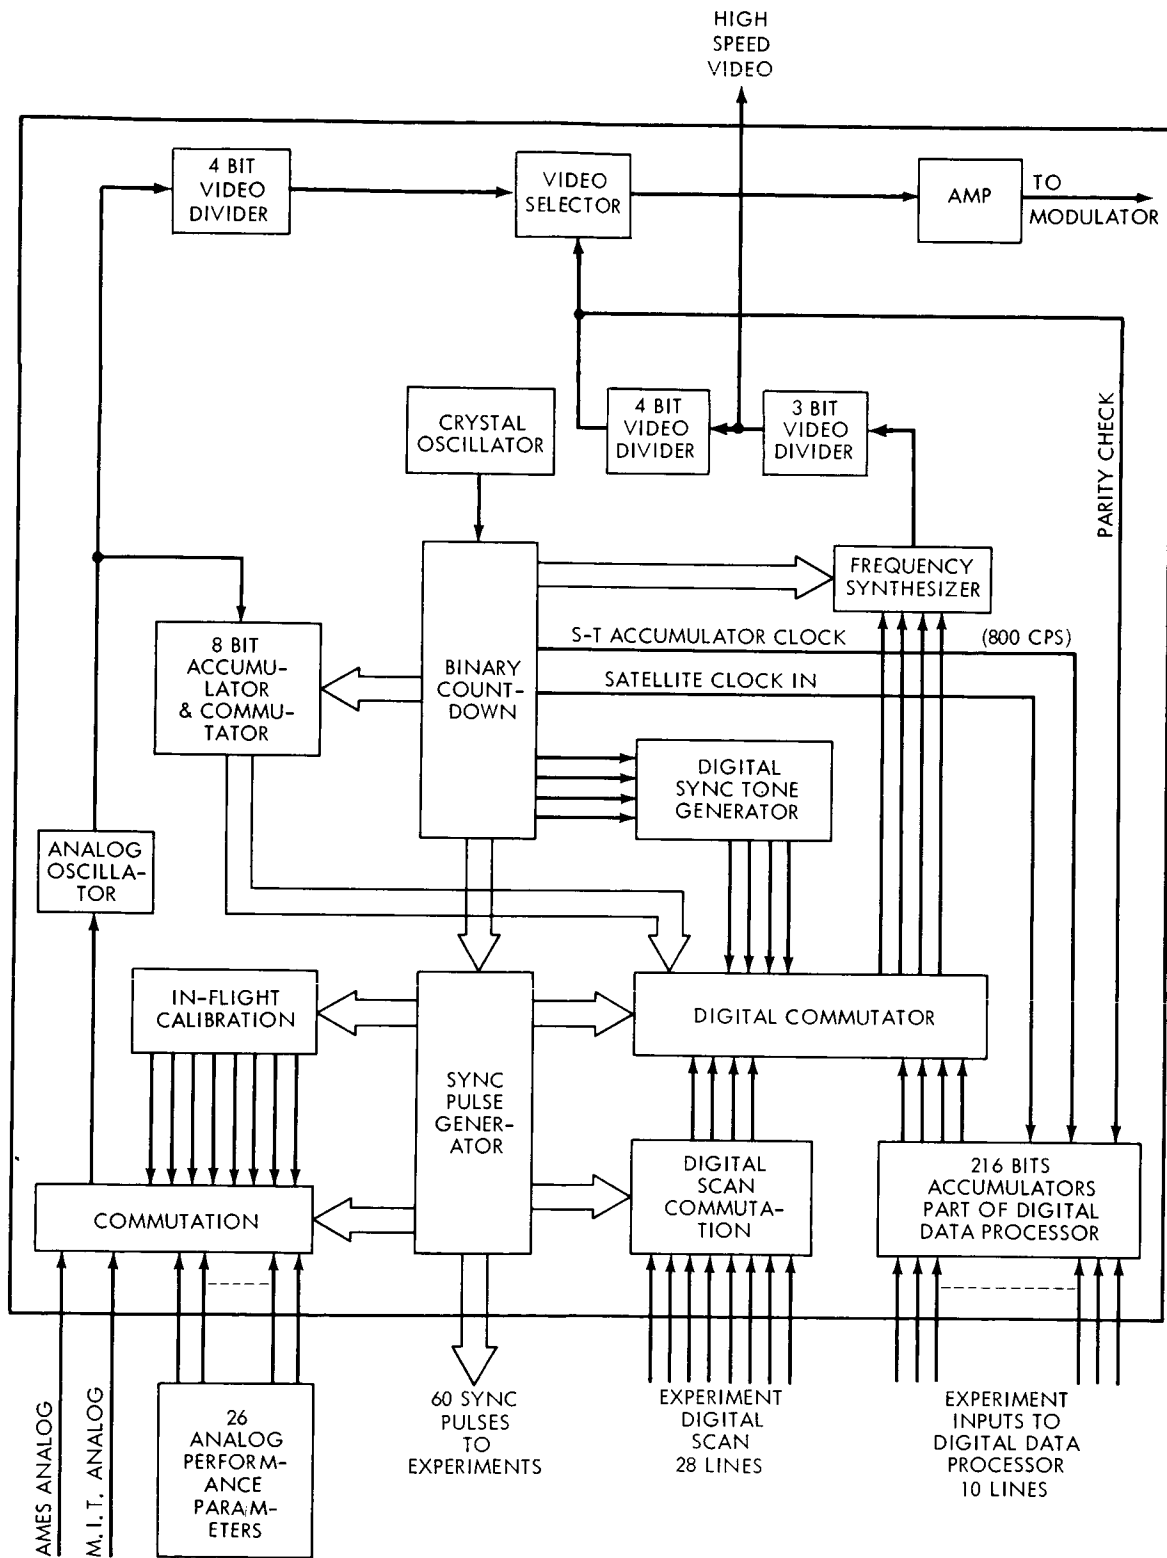 HIGH
SPEED
VIDEO
4 BIT
VIDEO
DIVIDER
VIDEO
SELECTOR
AMP
TO
MODULATOR
CRYSTAL
OSCILLATOR
4 BIT
VIDEO
DIVIDER
3 BIT
VIDEO
DIVIDER
PARITY CHECK
FREQUENCY
SYNTHESIZER
8 BIT
ACCUMU-
LATOR
& COMMU-
TATOR
BINARY
COUNT-
DOWN
S-T ACCUMULATOR CLOCK
(800 CPS)
SATELLITE CLOCK IN
DIGITAL
SYNC TONE
GENERATOR
ANALOG
OSCILLA-
TOR
IN-FLIGHT
CALIBRATION
DIGITAL COMMUTATOR
SYNC
PULSE
GENER-
ATOR
COMMUTATION
DIGITAL
SCAN
COMMUTA-
TION
216 BITS
ACCUMULATORS
PART OF DIGITAL
DATA PROCESSOR
AMES ANALOG
M.I.T. ANALOG
26
ANALOG
PERFORM-
ANCE
PARAM-
ETERS
60 SYNC
PULSES
TO
EXPERIMENTS
EXPERIMENT
DIGITAL
SCAN
28 LINES
EXPERIMENT
INPUTS TO
DIGITAL DATA
PROCESSOR
10 LINES